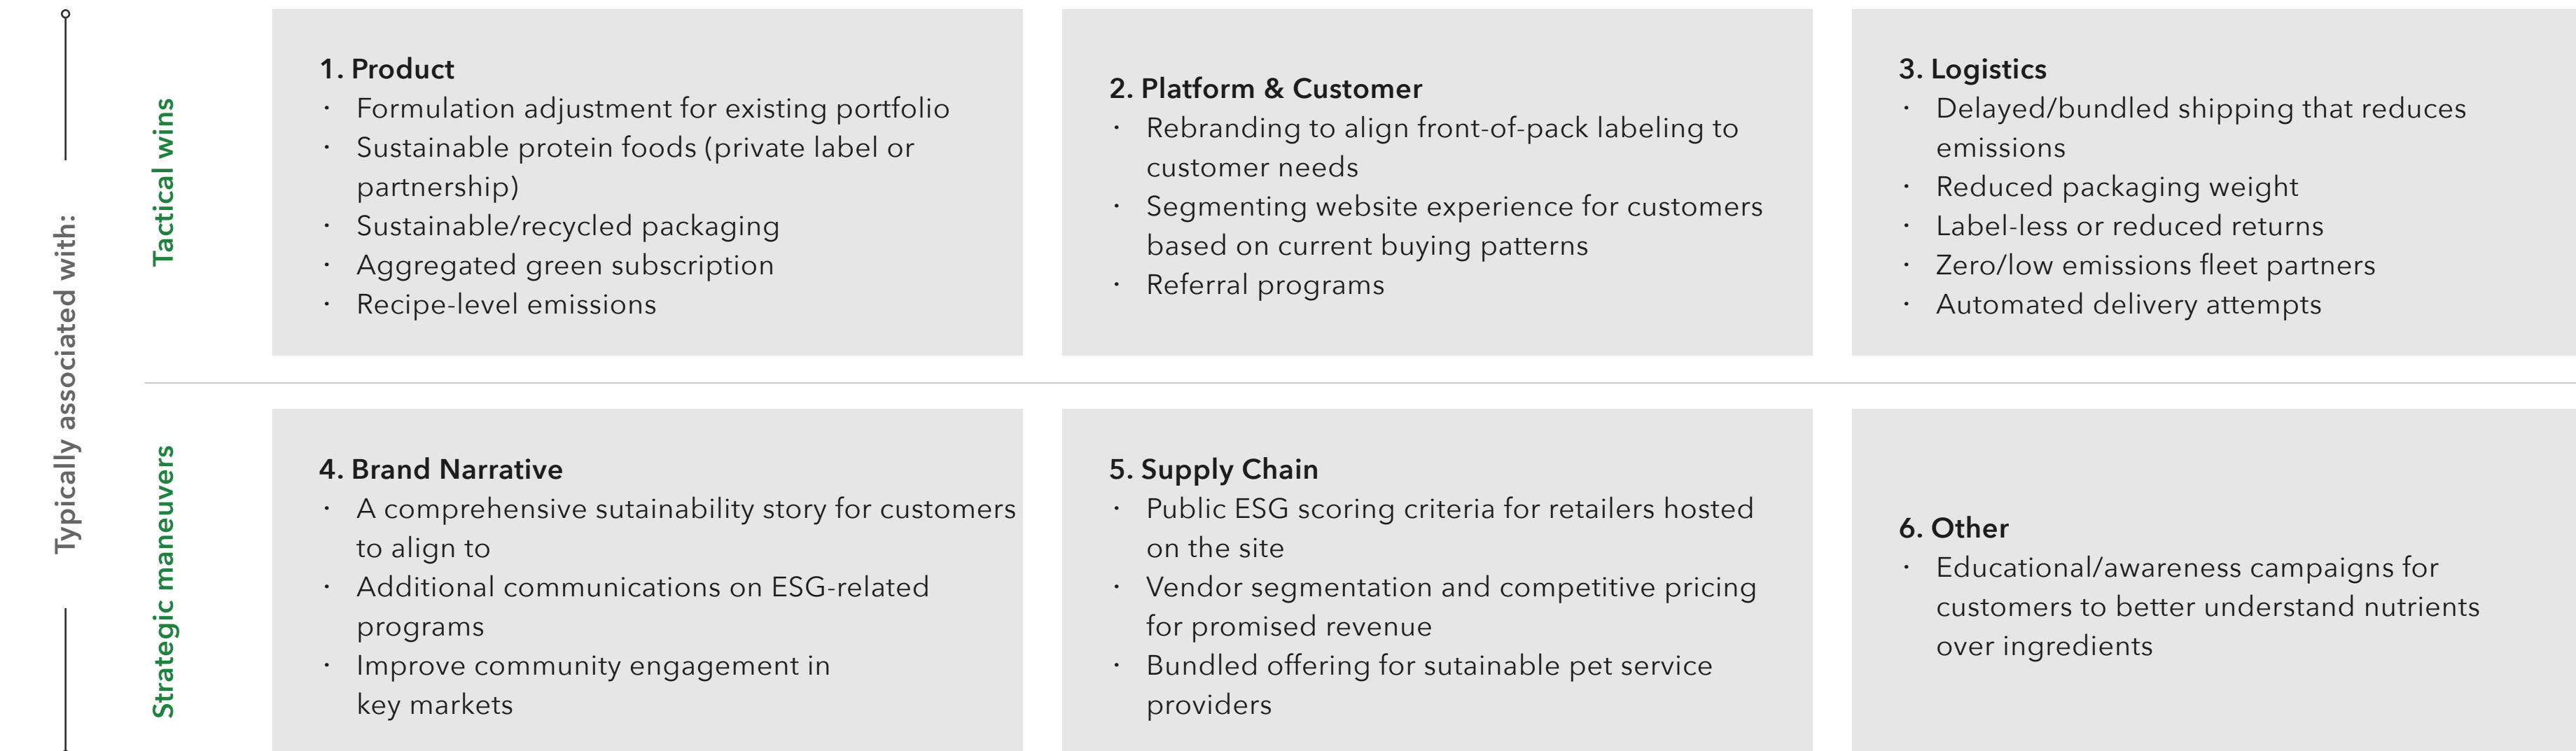 Typically associated with:
Tactical wins
1. Product
· Formulation adjustment for existing portfolio
· Sustainable protein foods (private label or
partnership)
· Sustainable/recycled packaging
· Aggregated green subscription
· Recipe-level emissions
2. Platform & Customer
· Rebranding to align front-of-pack labeling to
customer needs
· Segmenting website experience for customers
based on current buying patterns
· Referral programs
3. Logistics
· Delayed/bundled shipping that reduces
emissions
· Reduced packaging weight
· Label-less or reduced returns
· Zero/low emissions fleet partners
· Automated delivery attempts
Strategic maneuvers
4. Brand Narrative
· A comprehensive sutainability story for customers
to align to
· Additional communications on ESG-related
programs
· Improve community engagement in
key markets
5. Supply Chain
· Public ESG scoring criteria for retailers hosted
on the site
· Vendor segmentation and competitive pricing
for promised revenue
· Bundled offering for sutainable pet service
providers
6. Other
· Educational/awareness campaigns for
customers to better understand nutrients
over ingredients